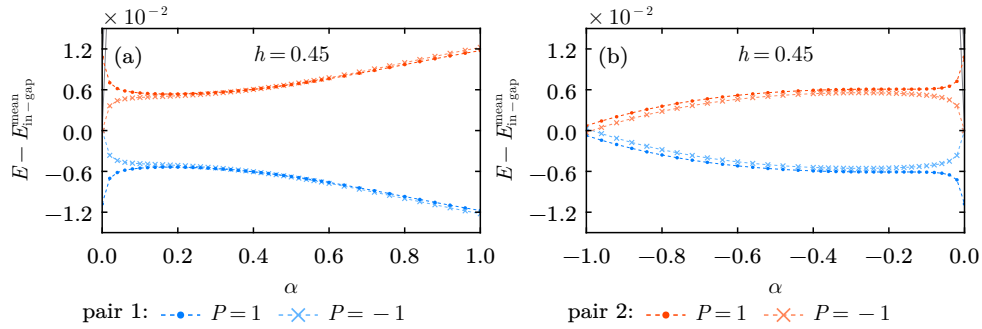 × 10⁻²
× 10⁻²
(a)
h = 0.45
(b)
h = 0.45
E − E^mean_in−gap
1.2
0.6
0.0
−0.6
−1.2
E − E^mean_in−gap
1.2
0.6
0.0
−0.6
−1.2
0.0 0.2 0.4 0.6 0.8 1.0
−1.0 −0.8 −0.6 −0.4 −0.2 0.0
α
α
pair 1: P = 1 P = −1
pair 2: P = 1 P = −1